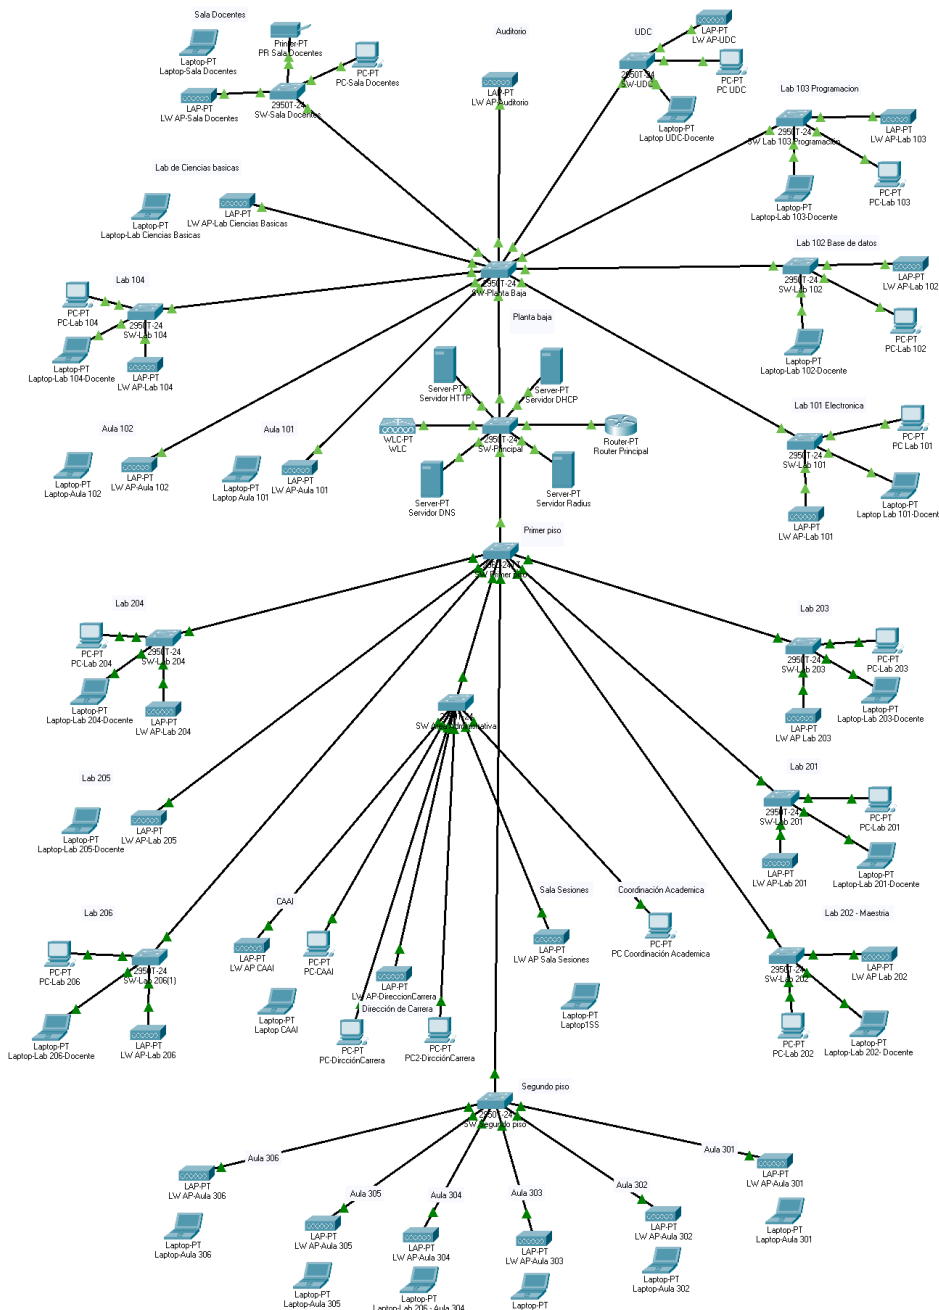 Sala Docentes
Printer-PT
PR Sala Docentes
Laptop-PT
Laptop-Sala Docentes
PC-PT
PC-Sala Docentes
LAP-PT
LW AP-Sala Docentes
2950T-24
SW-Sala Docentes
Auditorio
LAP-PT
LW AP-Auditorio
UDC
LAP-PT
LW AP-UDC
2950T-24
SW-UDC
PC-PT
PC UDC
Laptop-PT
Laptop UDC-Docente
Lab 103 Programacion
2950T-24
SW Lab 103 Programación
LAP-PT
LW AP-Lab 103
PC-PT
PC-Lab 103
Laptop-PT
Laptop-Lab 103-Docente
Lab de Ciencias basicas
LAP-PT
LW AP-Lab Ciencias Basicas
Laptop-PT
Laptop-Lab Ciencias Basicas
2950T-24
SW-Planta Baja
Lab 102 Base de datos
2950T-24
SW-Lab 102
LAP-PT
LW AP-Lab 102
PC-PT
PC-Lab 102
Laptop-PT
Laptop-Lab 102-Docente
Lab 104
PC-PT
PC-Lab 104
2950T-24
SW-Lab 104
Laptop-PT
Laptop-Lab 104-Docente
LAP-PT
LW AP-Lab 104
Planta baja
Server-PT
Servidor HTTP
Server-PT
Servidor DHCP
WLC-PT
WLC
2950T-24
SW-Principal
Router-PT
Router Principal
Server-PT
Servidor DNS
Server-PT
Servidor Radius
Lab 101 Electronica
PC-PT
PC Lab 101
2950T-24
SW-Lab 101
Laptop-PT
Laptop Lab 101-Docent
LAP-PT
LW AP-Lab 101
Aula 102
Laptop-PT
Laptop-Aula 102
LAP-PT
LW AP-Aula 102
Aula 101
Laptop-PT
Laptop Aula 101
LAP-PT
LW AP-Aula 101
Primer piso
SW Primer piso
Lab 204
PC-PT
PC-Lab 204
2950T-24
SW-Lab 204
Laptop-PT
Laptop-Lab 204-Docente
LAP-PT
LW AP-Lab 204
Lab 203
2950T-24
SW-Lab 203
PC-PT
PC-Lab 203
Laptop-PT
Laptop-Lab 203-Docente
LAP-PT
LW AP Lab 203
2950T-24
Lab 205
Laptop-PT
Laptop-Lab 205-Docente
LAP-PT
LW AP-Lab 205
Lab 201
2950T-24
SW-Lab 201
PC-PT
PC-Lab 201
Laptop-PT
Laptop-Lab 201-Docente
LAP-PT
LW AP-Lab 201
Lab 206
PC-PT
PC-Lab 206
2950T-24
SW-Lab 206(1)
Laptop-PT
Laptop-Lab 206-Docente
LAP-PT
LW AP-Lab 206
CAAI
LAP-PT
LW AP CAAI
PC-PT
PC-CAAI
Laptop-PT
Laptop CAAI
LAP-PT
LW AP-DireccionCarrera
Dirección de Carrera
PC-PT
PC-DircciónCarrera
PC-PT
PC2-DircciónCarrera
Sala Sesiones
LAP-PT
LW AP Sala Sesiones
Laptop-PT
Laptop1SS
Coordinación Academica
PC-PT
PC Coordinación Academica
Lab 202 - Maestria
2950T-24
SW-Lab 202
LAP-PT
LW AP Lab 202
PC-PT
PC-Lab 202
Laptop-PT
Laptop-Lab 202- Docente
Segundo piso
2950T-24
SW Segundo piso
Aula 306
LAP-PT
LW AP-Aula 306
Laptop-PT
Laptop-Aula 306
Aula 305
LAP-PT
LW AP-Aula 305
Laptop-PT
Laptop-Aula 305
Aula 304
LAP-PT
LW AP-Aula 304
Laptop-PT
Laptop-Lab 206 - Aula 304
Aula 303
LAP-PT
LW AP-Aula 303
Laptop-PT
Aula 302
LAP-PT
LW AP-Aula 302
Laptop-PT
Laptop-Aula 302
Aula 301
LAP-PT
LW AP-Aula 301
Laptop-PT
Laptop-Aula 301